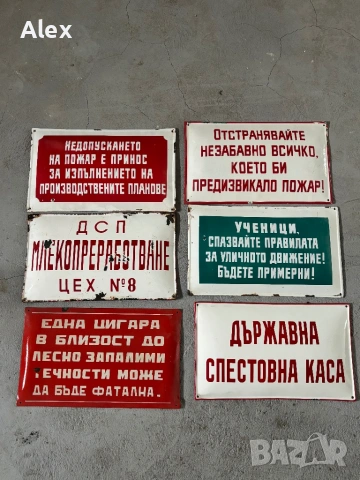 Alex
НЕДОПУСКАНЕТО
НА ПОЖАР Е ПРИНОС
ЗА ИЗПЪЛНЕНИЕТО НА
ПРОИЗВОДСТВЕНИТЕ ПЛАНОВЕ
ОТСТРАНЯВАЙТЕ
НЕЗАБАВНО ВСИЧКО,
КОЕТО БИ
ПРЕДИЗВИКАЛО ПОЖАР!
ДСП
МЛЕКОПРЕРАБОТВАНЕ
ЦЕХ №8
УЧЕНИЦИ,
СПАЗВАЙТЕ ПРАВИЛАТА
ЗА УЛИЧНОТО ДВИЖЕНИЕ!
БЪДЕТЕ ПРИМЕРНИ!
ЕДНА ЦИГАРА
В БЛИЗОСТ ДО
ЛЕСНО ЗАПАЛИМИ
ТЕЧНОСТИ МОЖЕ
ДА БЪДЕ ФАТАЛНА.
ДЪРЖАВНА
СПЕСТОВНА КАСА
BAZAR
bg